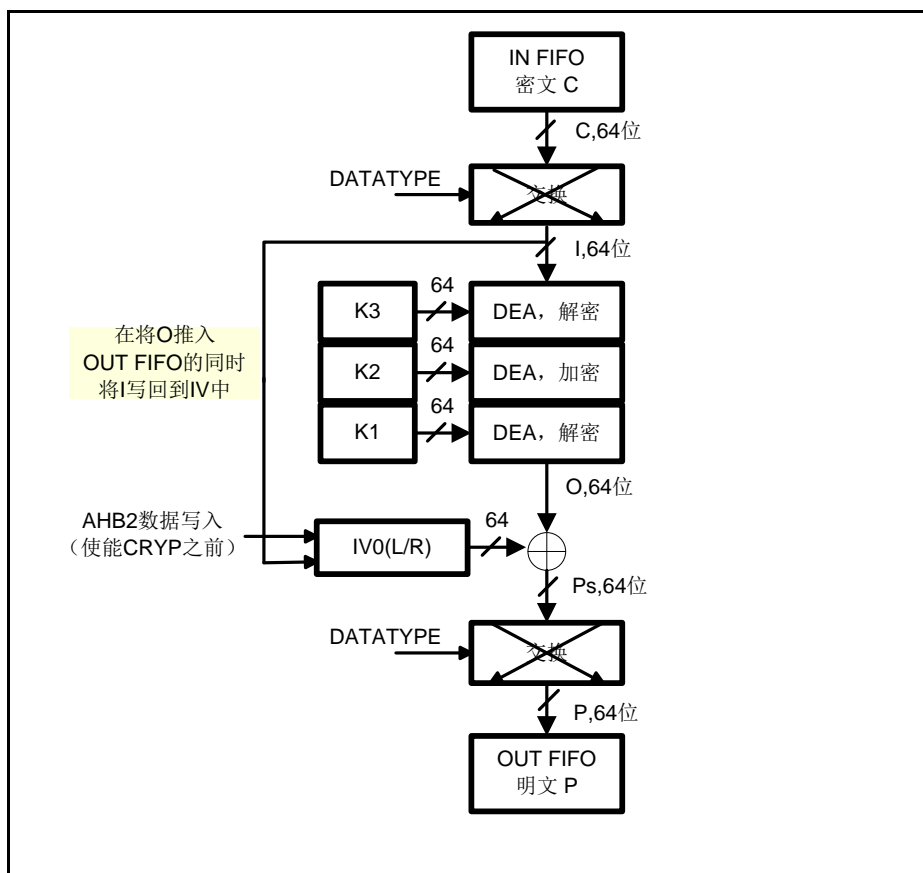 IN FIFO
密文 C
C,64位
DATATYPE
交换
I,64位
64
K3
DEA，解密
在将O推入
OUT FIFO的同时
将I写回到IV中
64
K2
DEA，加密
64
K1
DEA，解密
O,64位
AHB2数据写入
（使能CRYP之前）
IV0(L/R)
64
Ps,64位
DATATYPE
交换
P,64位
OUT FIFO
明文 P